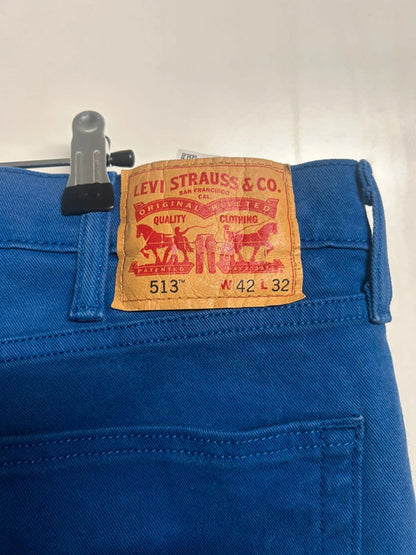 LEVI STRAUSS & CO.
SAN FRANCISCO
CAL.
ORIGINAL RIVETED
QUALITY CLOTHING
PATENTED
513™ W 42 L 32